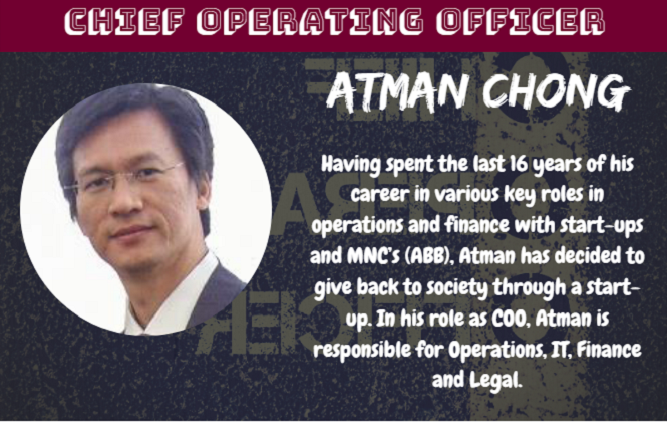 CHIEF OPERATING OFFICER
ATMAN CHONG
Having spent the last 16 years of his
career in various key roles in
operations and finance with start-ups
and MNC's (ABB), Atman has decided to
give back to society through a start-
up. In his role as COO, Atman is
responsible for Operations, IT, Finance
and Legal.